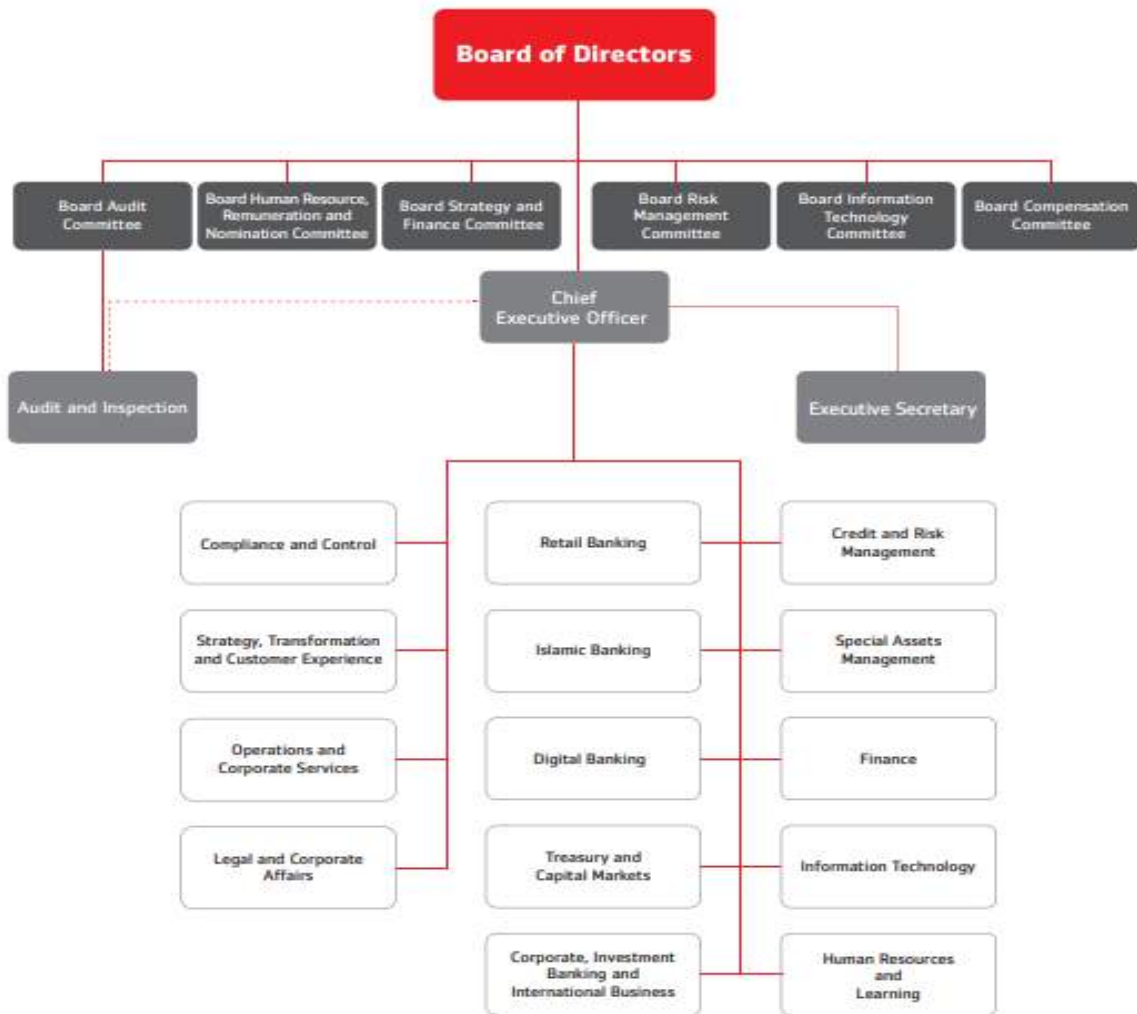 Board of Directors
Board Audit
Committee
Board Human Resource,
Remuneration and
Nomination Committee
Board Strategy and
Finance Committee
Board Risk
Management
Committee
Board Information
Technology
Committee
Board Compensation
Committee
Chief
Executive Officer
Audit and Inspection
Executive Secretary
Compliance and Control
Retail Banking
Credit and Risk
Management
Strategy, Transformation
and Customer Experience
Islamic Banking
Special Assets
Management
Operations and
Corporate Services
Digital Banking
Finance
Legal and Corporate
Affairs
Treasury and
Capital Markets
Information Technology
Corporate, Investment
Banking and
International Business
Human Resources
and
Learning